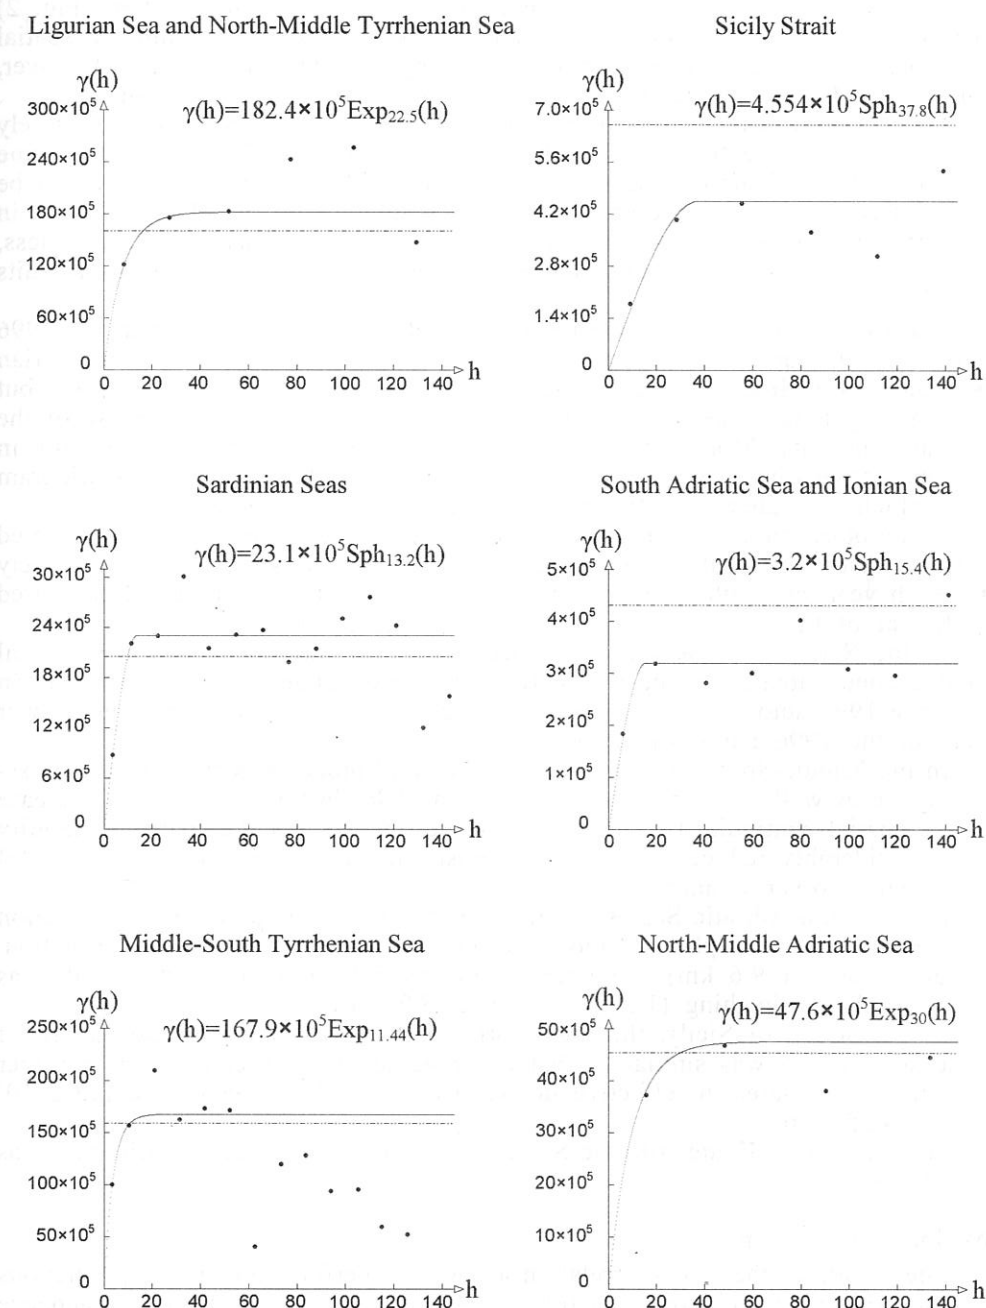 Ligurian Sea and North-Middle Tyrrhenian Sea
γ(h)
γ(h)=182.4×10⁵Exp₂₂.₅(h)
300×10⁵
240×10⁵
180×10⁵
120×10⁵
60×10⁵
0
0 20 40 60 80 100 120 140 h
Sicily Strait
γ(h)
γ(h)=4.554×10⁵Sph₃₇.₈(h)
7.0×10⁵
5.6×10⁵
4.2×10⁵
2.8×10⁵
1.4×10⁵
0
0 20 40 60 80 100 120 140 h
Sardinian Seas
γ(h)
γ(h)=23.1×10⁵Sph₁₃.₂(h)
30×10⁵
24×10⁵
18×10⁵
12×10⁵
6×10⁵
0
0 20 40 60 80 100 120 140 h
South Adriatic Sea and Ionian Sea
γ(h)
γ(h)=3.2×10⁵Sph₁₅.₄(h)
5×10⁵
4×10⁵
3×10⁵
2×10⁵
1×10⁵
0
0 20 40 60 80 100 120 140 h
Middle-South Tyrrhenian Sea
γ(h)
γ(h)=167.9×10⁵Exp₁₁.₄₄(h)
250×10⁵
200×10⁵
150×10⁵
100×10⁵
50×10⁵
0
0 20 40 60 80 100 120 140 h
North-Middle Adriatic Sea
γ(h)
γ(h)=47.6×10⁵Exp₃₀(h)
50×10⁵
40×10⁵
30×10⁵
20×10⁵
10×10⁵
0
0 20 40 60 80 100 120 140 h